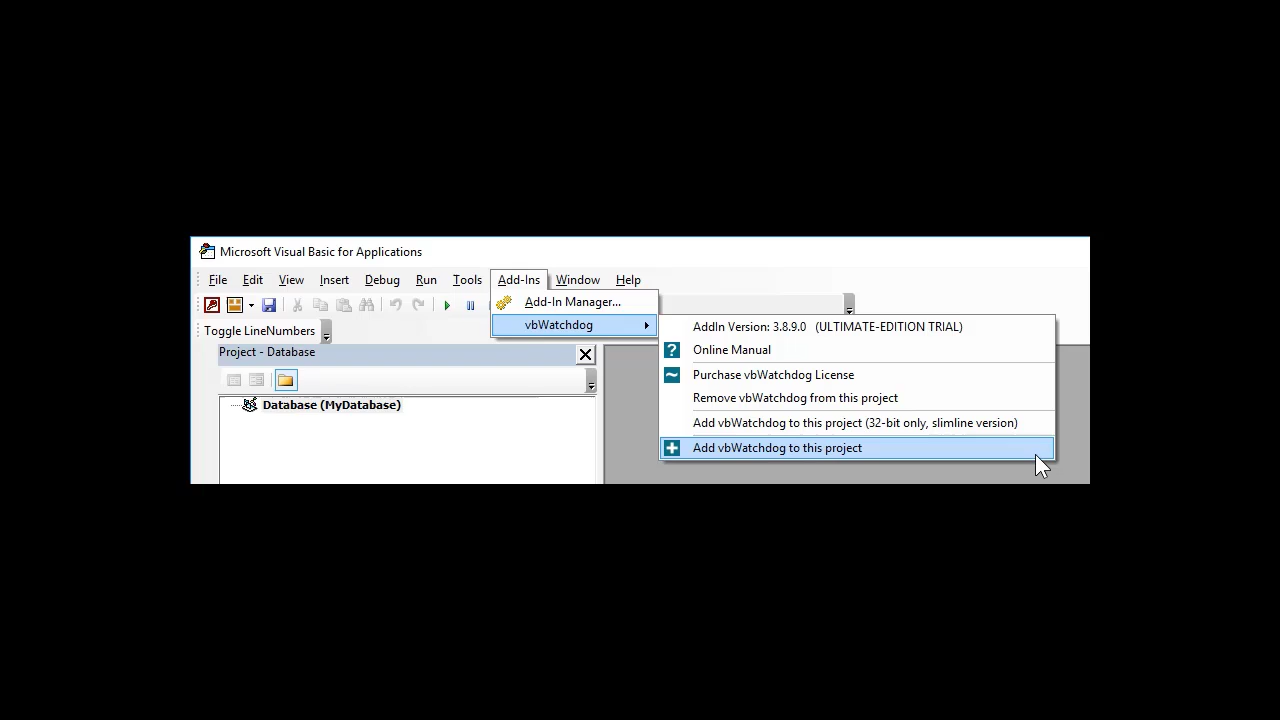 Microsoft Visual Basic for Applications
File Edit View Insert Debug Run Tools Add-Ins Window Help
Add-In Manager...
vbWatchdog
Toggle LineNumbers
AddIn Version: 3.8.9.0 (ULTIMATE-EDITION TRIAL)
Online Manual
Purchase vbWatchdog License
Remove vbWatchdog from this project
Add vbWatchdog to this project (32-bit only, slimline version)
Add vbWatchdog to this project
Project - Database
Database (MyDatabase)